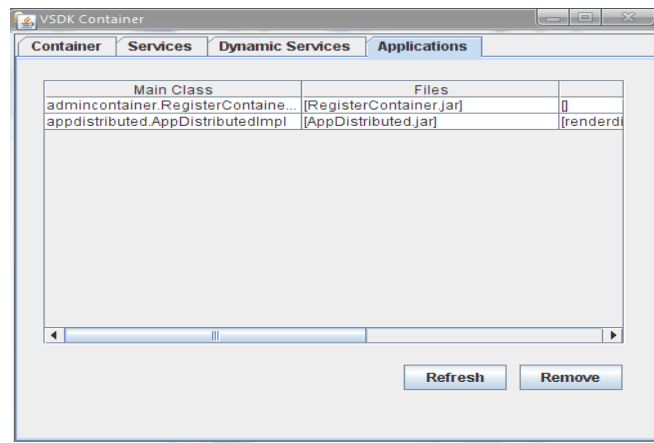 VSDK Container
Container Services Dynamic Services Applications
Main Class Files
admincontainer.RegisterContaine... [RegisterContainer.jar] []
appdistributed.AppDistributedImpl [AppDistributed.jar] [renderdi
Refresh Remove